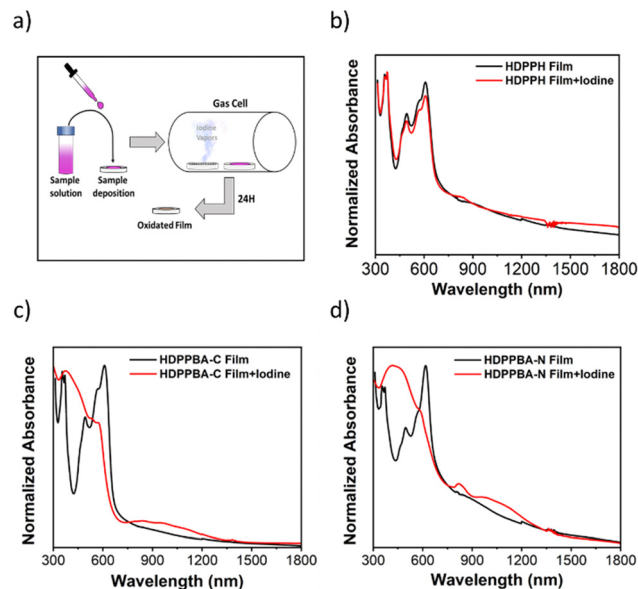 a)
Gas Cell
Iodine
Vapors
Sample
solution
Sample
deposition
24H
Oxidated Film
b)
HDPPH Film
HDPPH Film+Iodine
Normalized Absorbance
300 600 900 1200 1500 1800
Wavelength (nm)
c)
HDPPBA-C Film
HDPPBA-C Film+Iodine
Normalized Absorbance
300 600 900 1200 1500 1800
Wavelength (nm)
d)
HDPPBA-N Film
HDPPBA-N Film+Iodine
Normalized Absorbance
300 600 900 1200 1500 1800
Wavelength (nm)